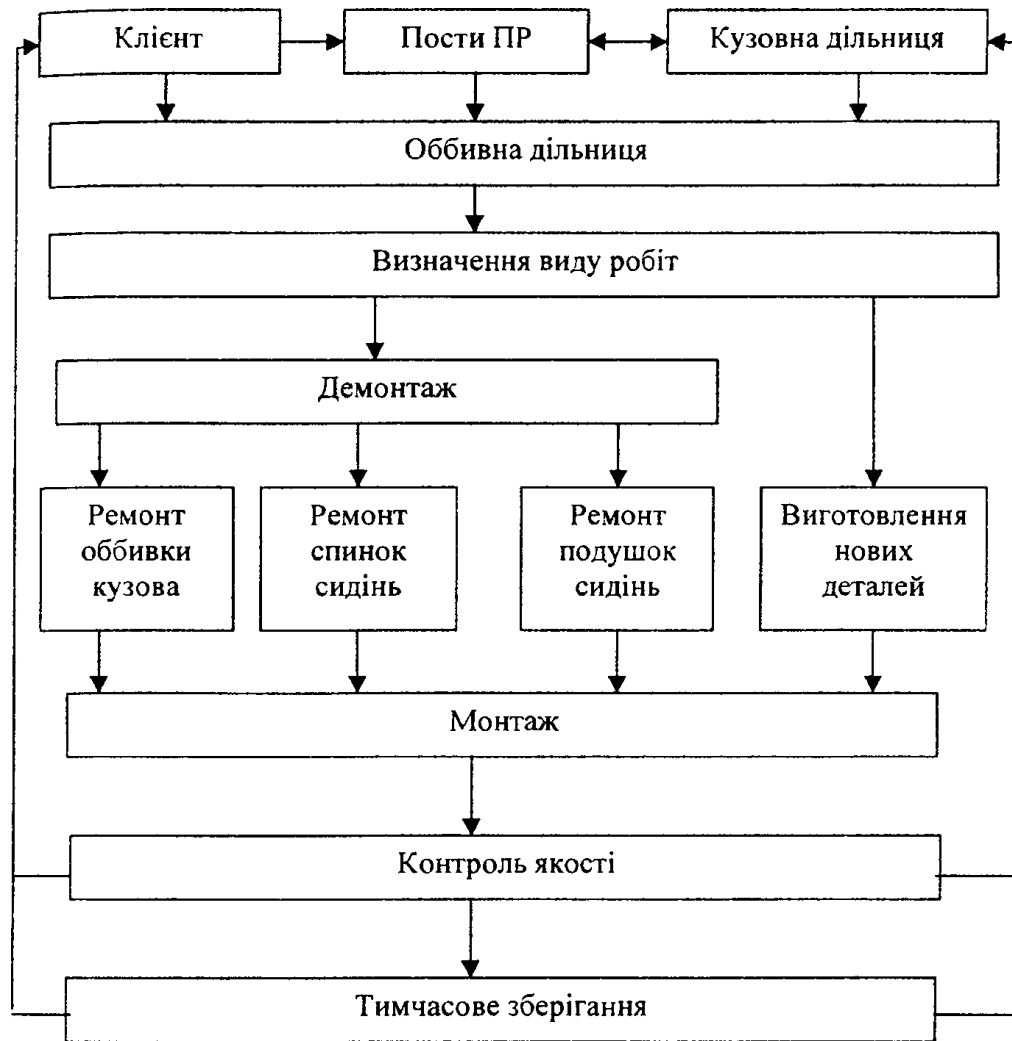 Клієнт
Пости ПР
Кузовна дільниця
Оббивна дільниця
Визначення виду робіт
Демонтаж
Ремонт
оббивки
кузова
Ремонт
спинок
сидінь
Ремонт
подушок
сидінь
Виготовлення
нових
деталей
Монтаж
Контроль якості
Тимчасове зберігання